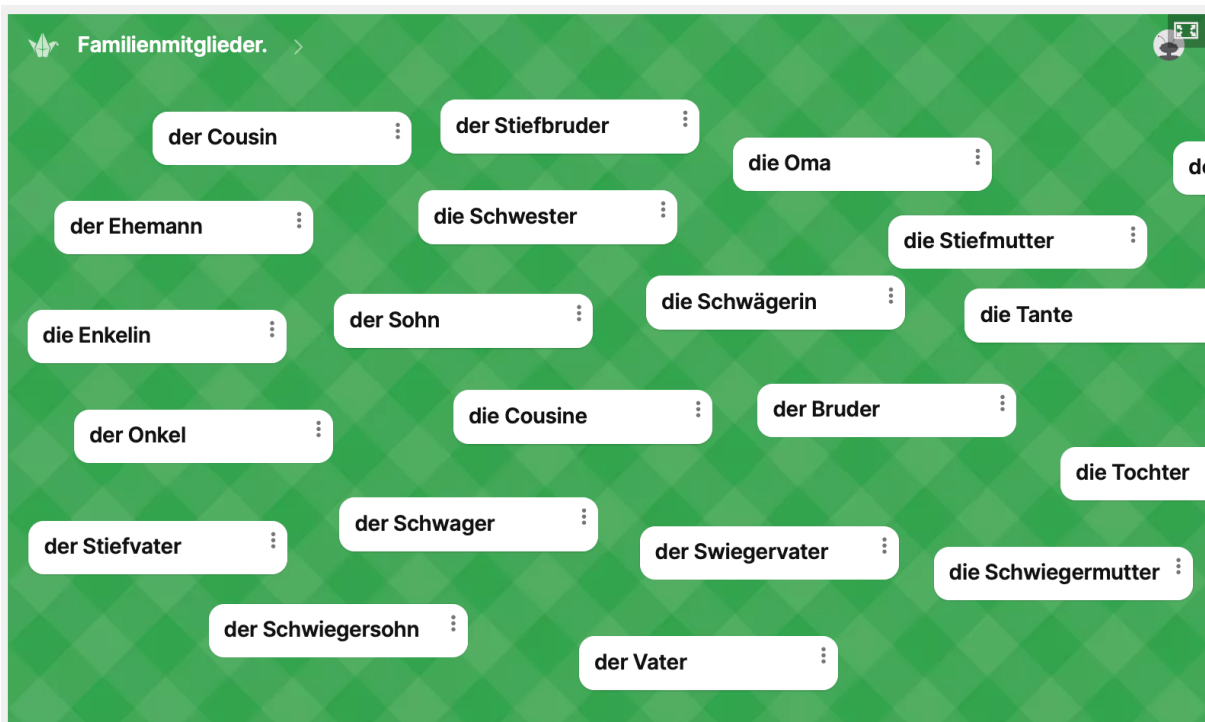 Familienmitglieder.
der Cousin
der Stiefbruder
die Oma
der Ehemann
die Schwester
die Stiefmutter
die Schwägerin
die Tante
die Enkelin
der Sohn
die Cousine
der Bruder
der Onkel
die Tochter
der Schwager
der Stiefvater
der Swiegervater
die Schwiegermutter
der Schwiegersohn
der Vater